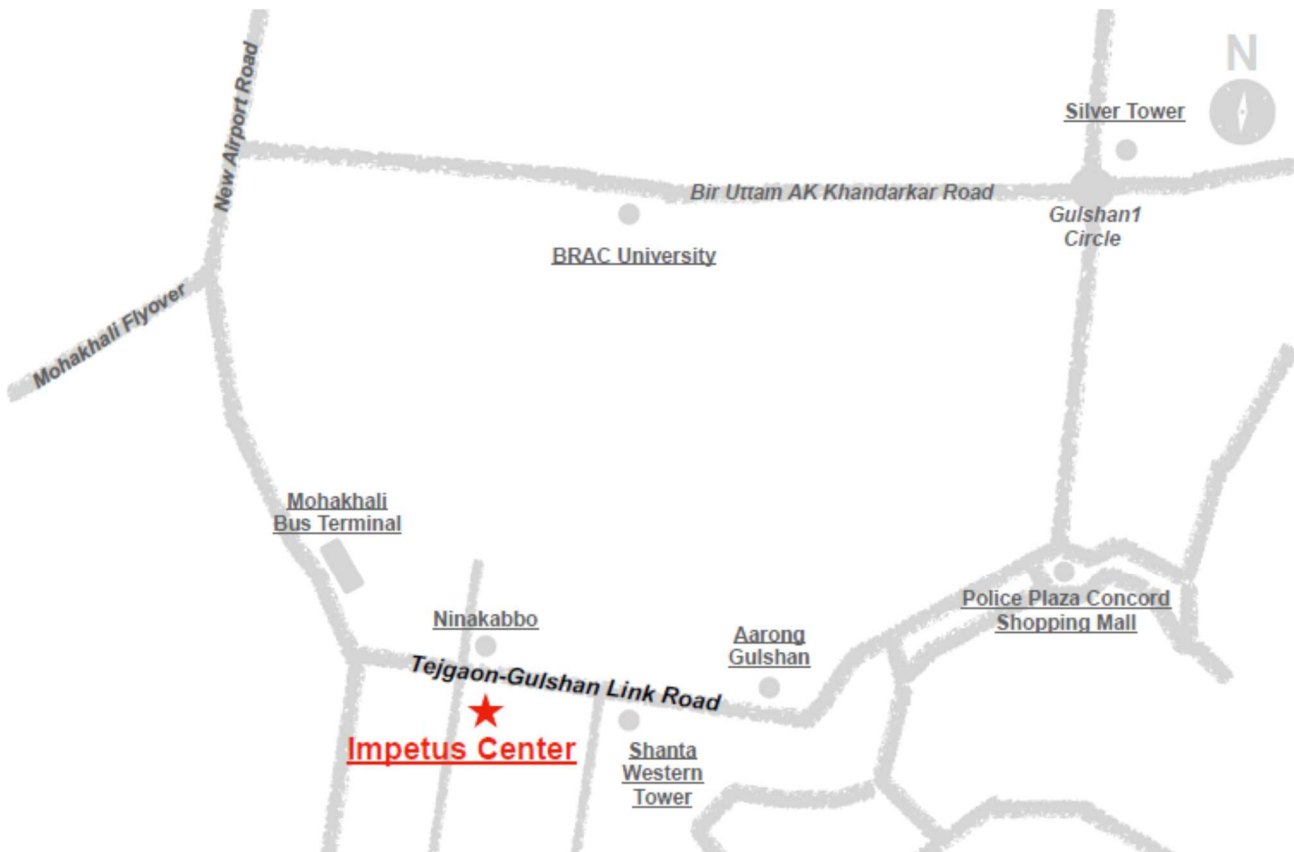 N
New Airport Road
Silver Tower
Bir Uttam AK Khandarkar Road
Gulshan1
Circle
BRAC University
Mohakhali Flyover
Mohakhali
Bus Terminal
Ninakabbo
Police Plaza Concord
Shopping Mall
Aarong
Gulshan
Tejgaon-Gulshan Link Road
Impetus Center
Shanta
Western
Tower